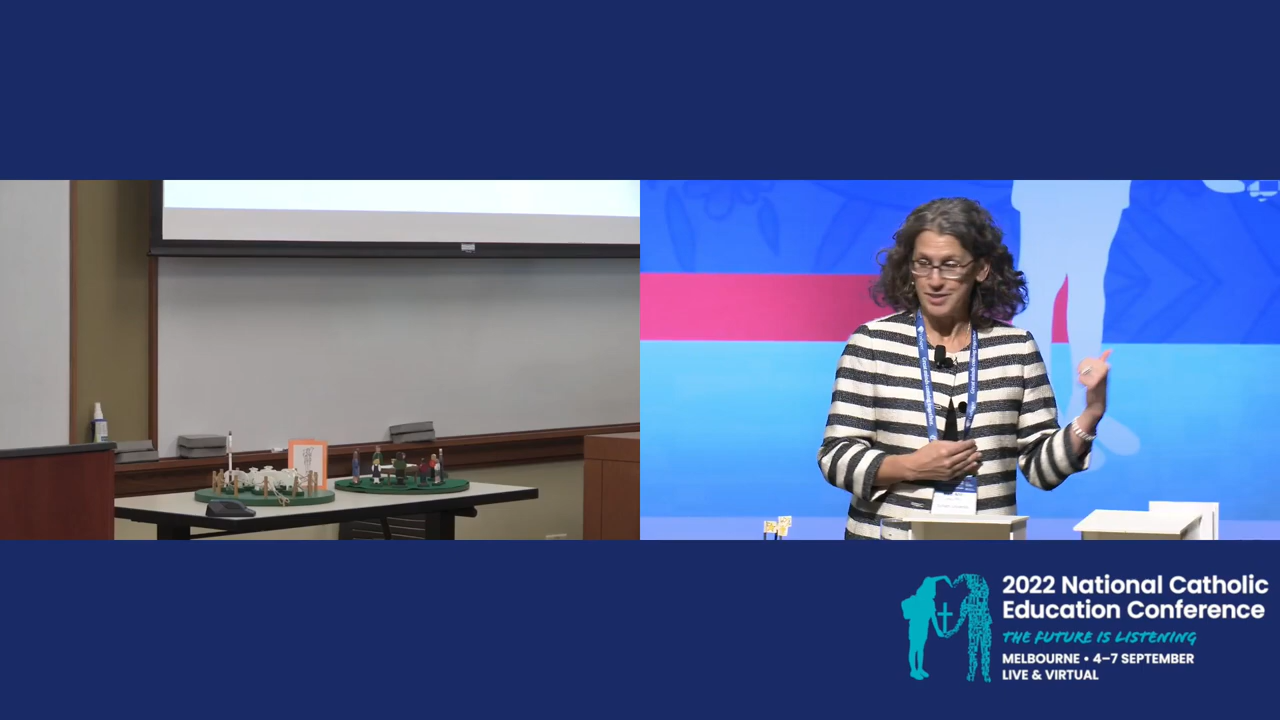 2022 National Catholic
Education Conference
THE FUTURE IS LISTENING
MELBOURNE • 4–7 SEPTEMBER
LIVE & VIRTUAL